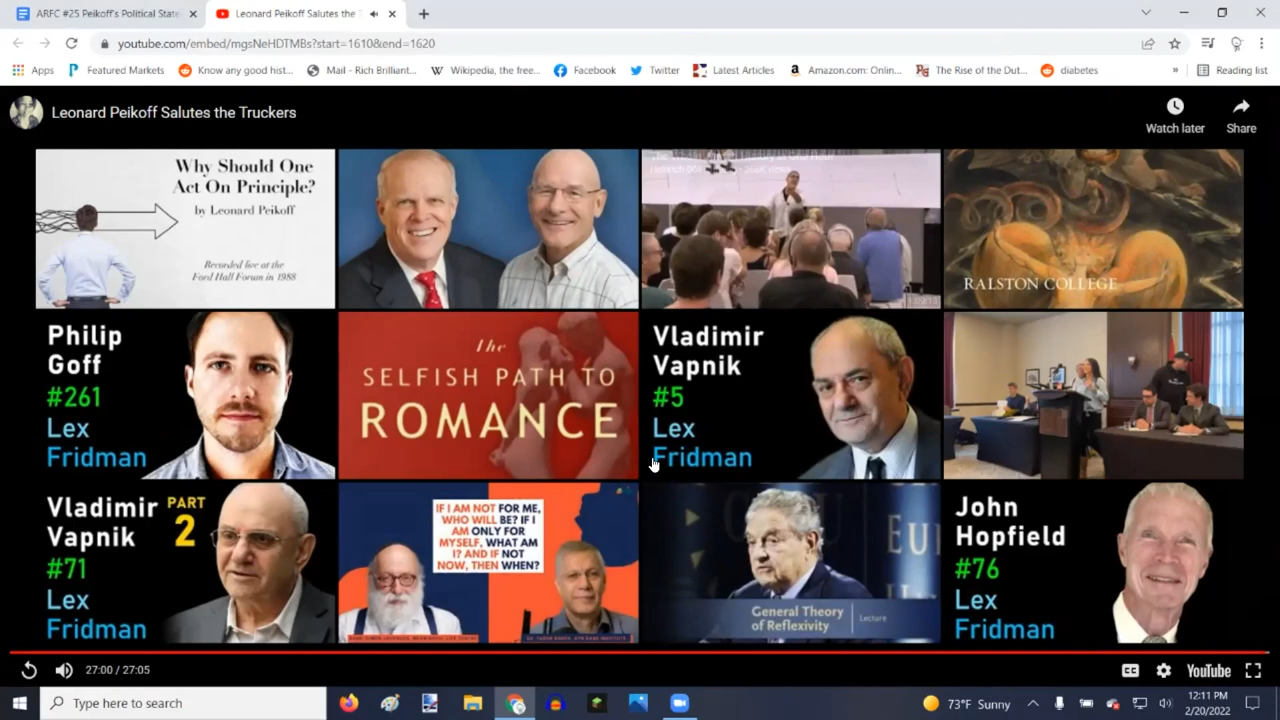 ARFC #25 Peikoff's Political State
Leonard Peikoff Salutes the
youtube.com/embed/mgsNeHDTMBs?start=1610&end=1620
Apps
Featured Markets
Know any good hist...
Mail - Rich Brilliant...
Wikipedia, the free...
Facebook
Twitter
Latest Articles
Amazon.com: Onlin...
The Rise of the Dut...
diabetes
»
Reading list
Leonard Peikoff Salutes the Truckers
Watch later
Share
Why Should One
Act On Principle?
by Leonard Peikoff
Recorded live at the
Ford Hall Forum in 1988
RALSTON COLLEGE
Philip
Goff
#261
Lex
Fridman
The
SELFISH PATH TO
ROMANCE
Vladimir
Vapnik
#5
Lex
Fridman
Vladimir
Vapnik
PART
2
#71
Lex
Fridman
IF I AM NOT FOR ME,
WHO WILL BE? IF I
AM ONLY FOR
MYSELF, WHAT AM
I? AND IF NOT
NOW, THEN WHEN?
General Theory
of Reflexivity
Lecture
John
Hopfield
#76
Lex
Fridman
27:00 / 27:05
CC
YouTube
Type here to search
73°F Sunny
12:11 PM
2/20/2022